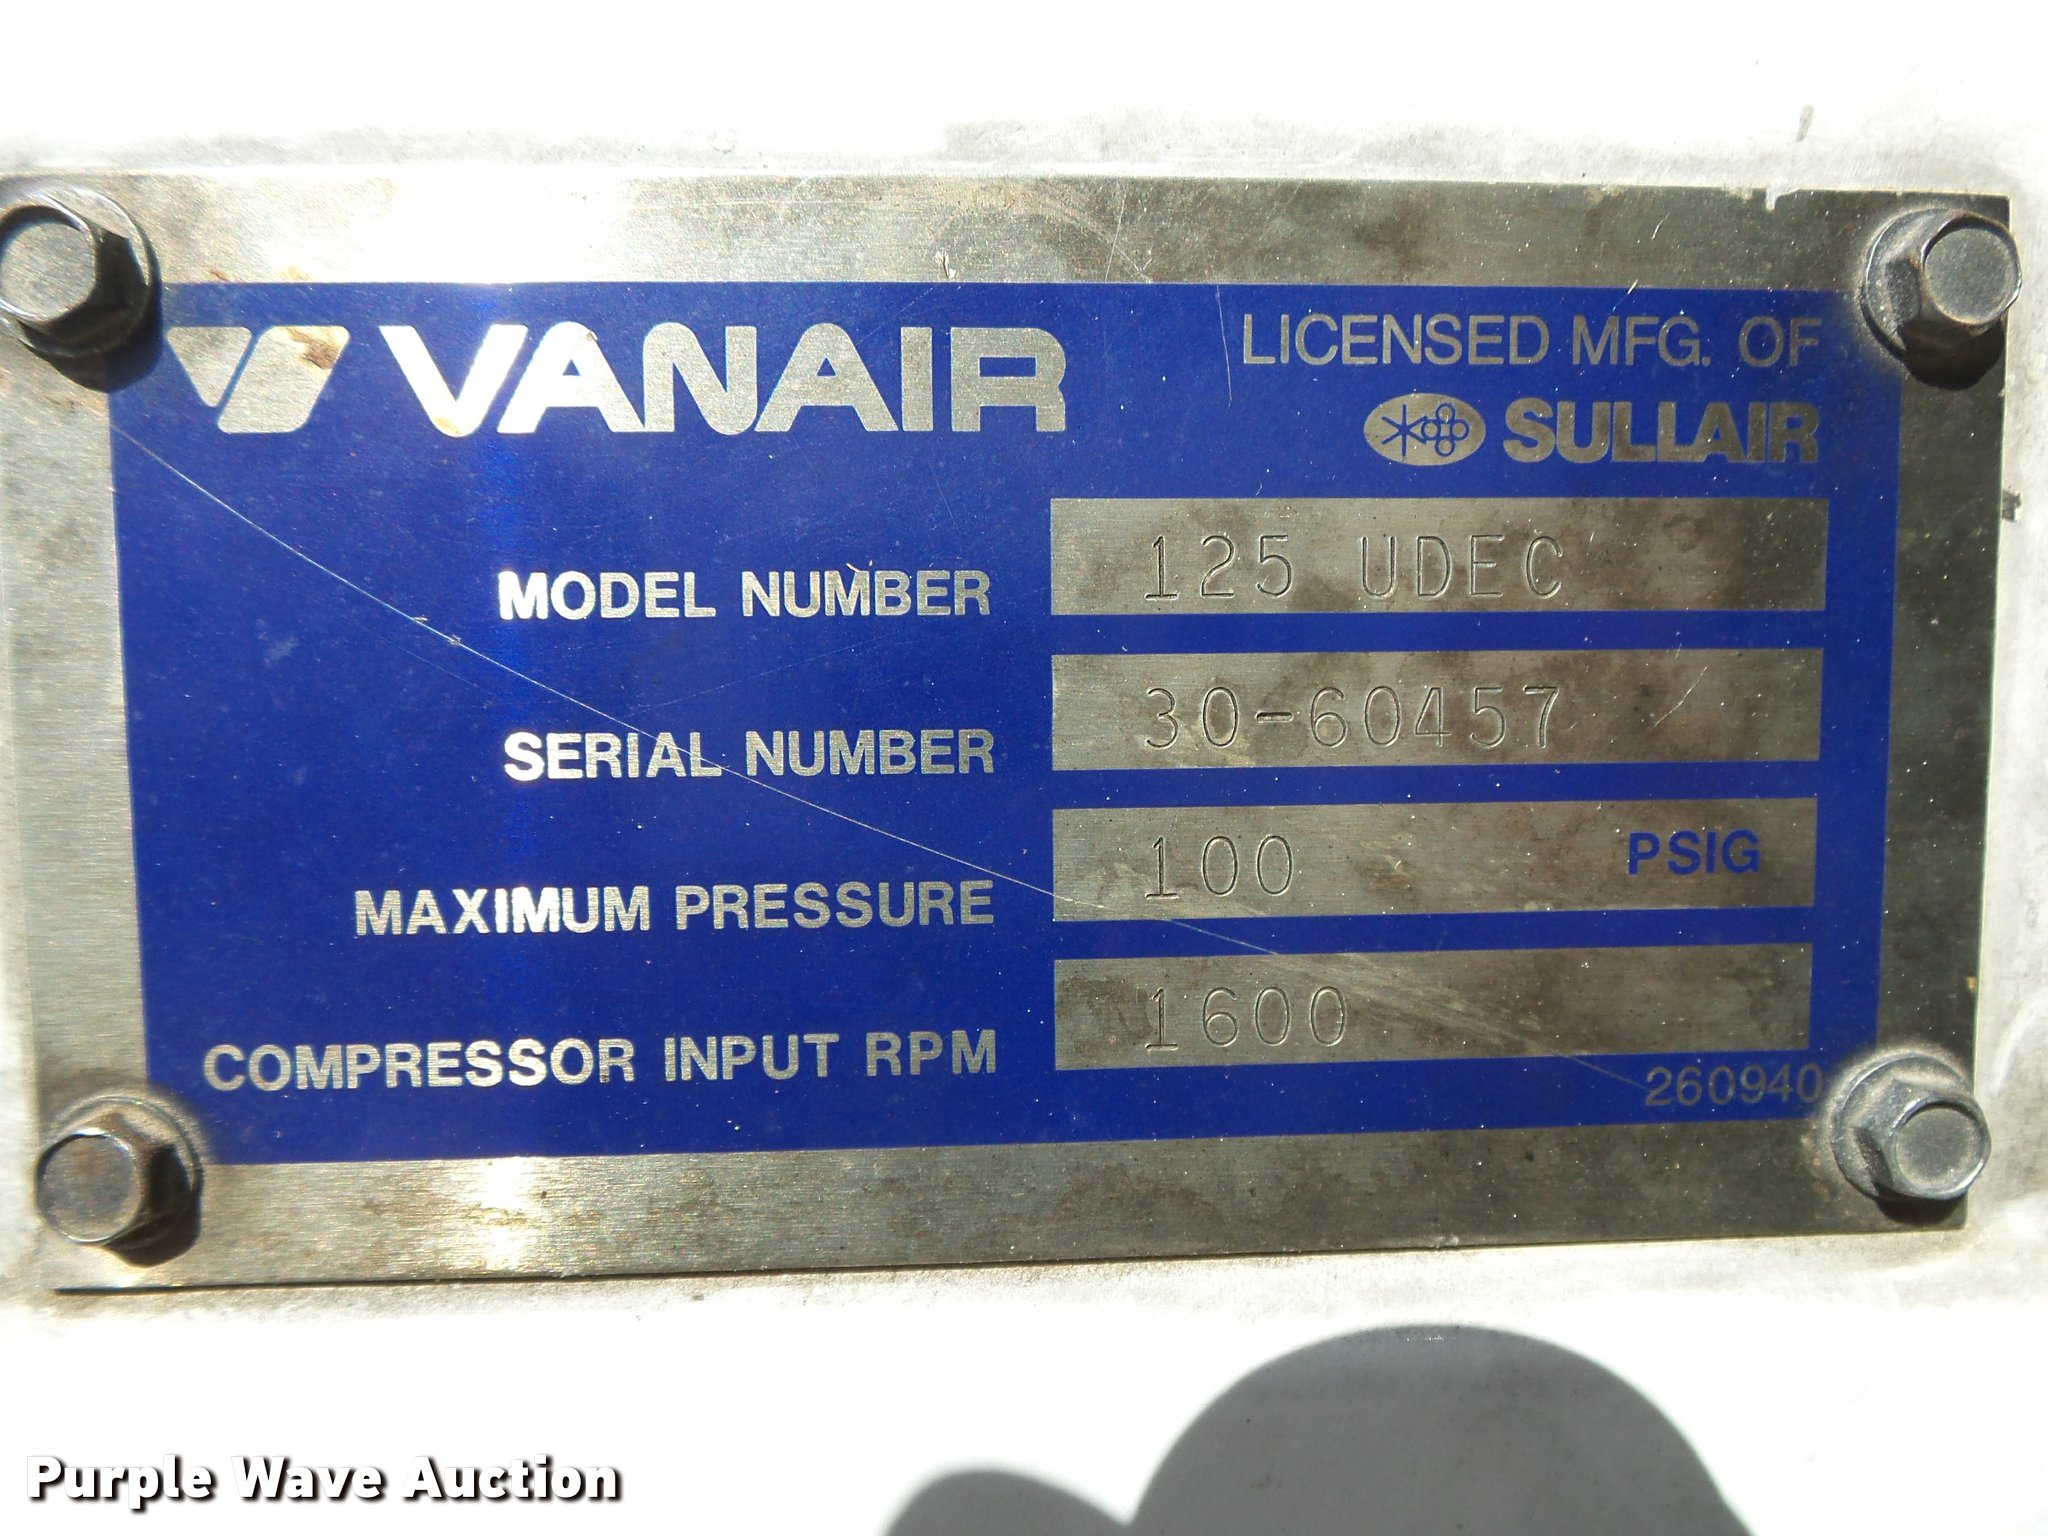 VANAIR
LICENSED MFG. OF
SULLAIR
MODEL NUMBER 125 UDEC
SERIAL NUMBER 30-60457
MAXIMUM PRESSURE 100 PSIG
COMPRESSOR INPUT RPM 1600
260940
Purple Wave Auction